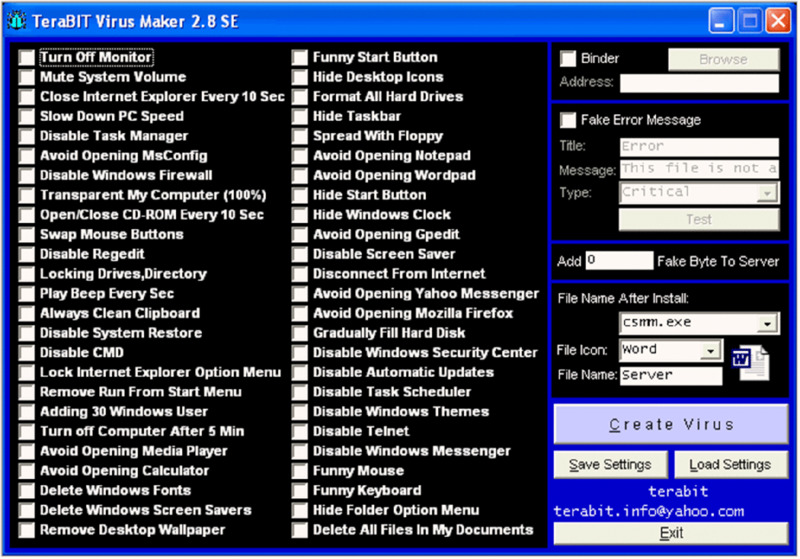 TeraBIT Virus Maker 2.8 SE
Turn Off Monitor
Mute System Volume
Close Internet Explorer Every 10 Sec
Slow Down PC Speed
Disable Task Manager
Avoid Opening MsConfig
Disable Windows Firewall
Transparent My Computer (100%)
Open/Close CD-ROM Every 10 Sec
Swap Mouse Buttons
Disable Regedit
Locking Drives,Directory
Play Beep Every Sec
Always Clean Clipboard
Disable System Restore
Disable CMD
Lock Internet Explorer Option Menu
Remove Run From Start Menu
Adding 30 Windows User
Turn off Computer After 5 Min
Avoid Opening Media Player
Avoid Opening Calculator
Delete Windows Fonts
Delete Windows Screen Savers
Remove Desktop Wallpaper
Funny Start Button
Hide Desktop Icons
Format All Hard Drives
Hide Taskbar
Spread With Floppy
Avoid Opening Notepad
Avoid Opening Wordpad
Hide Start Button
Hide Windows Clock
Avoid Opening Gpedit
Disable Screen Saver
Disconnect From Internet
Avoid Opening Yahoo Messenger
Avoid Opening Mozilla Firefox
Gradually Fill Hard Disk
Disable Windows Security Center
Disable Automatic Updates
Disable Task Scheduler
Disable Windows Themes
Disable Telnet
Disable Windows Messenger
Funny Mouse
Funny Keyboard
Hide Folder Option Menu
Delete All Files In My Documents
Binder Browse
Address:
Fake Error Message
Title: Error
Message: This file is not a
Type: Critical
Test
Add 0 Fake Byte To Server
File Name After Install:
csmm.exe
File Icon: Word
W
File Name: Server
Create Virus
Save Settings Load Settings
terabit
terabit.info@yahoo.com
Exit